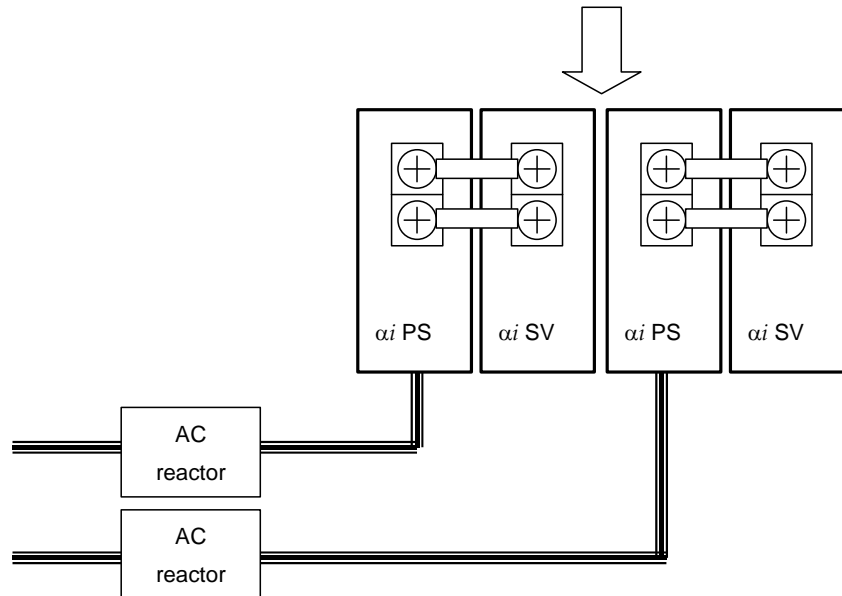 αi PS
αi SV
αi PS
αi SV
AC
reactor
AC
reactor